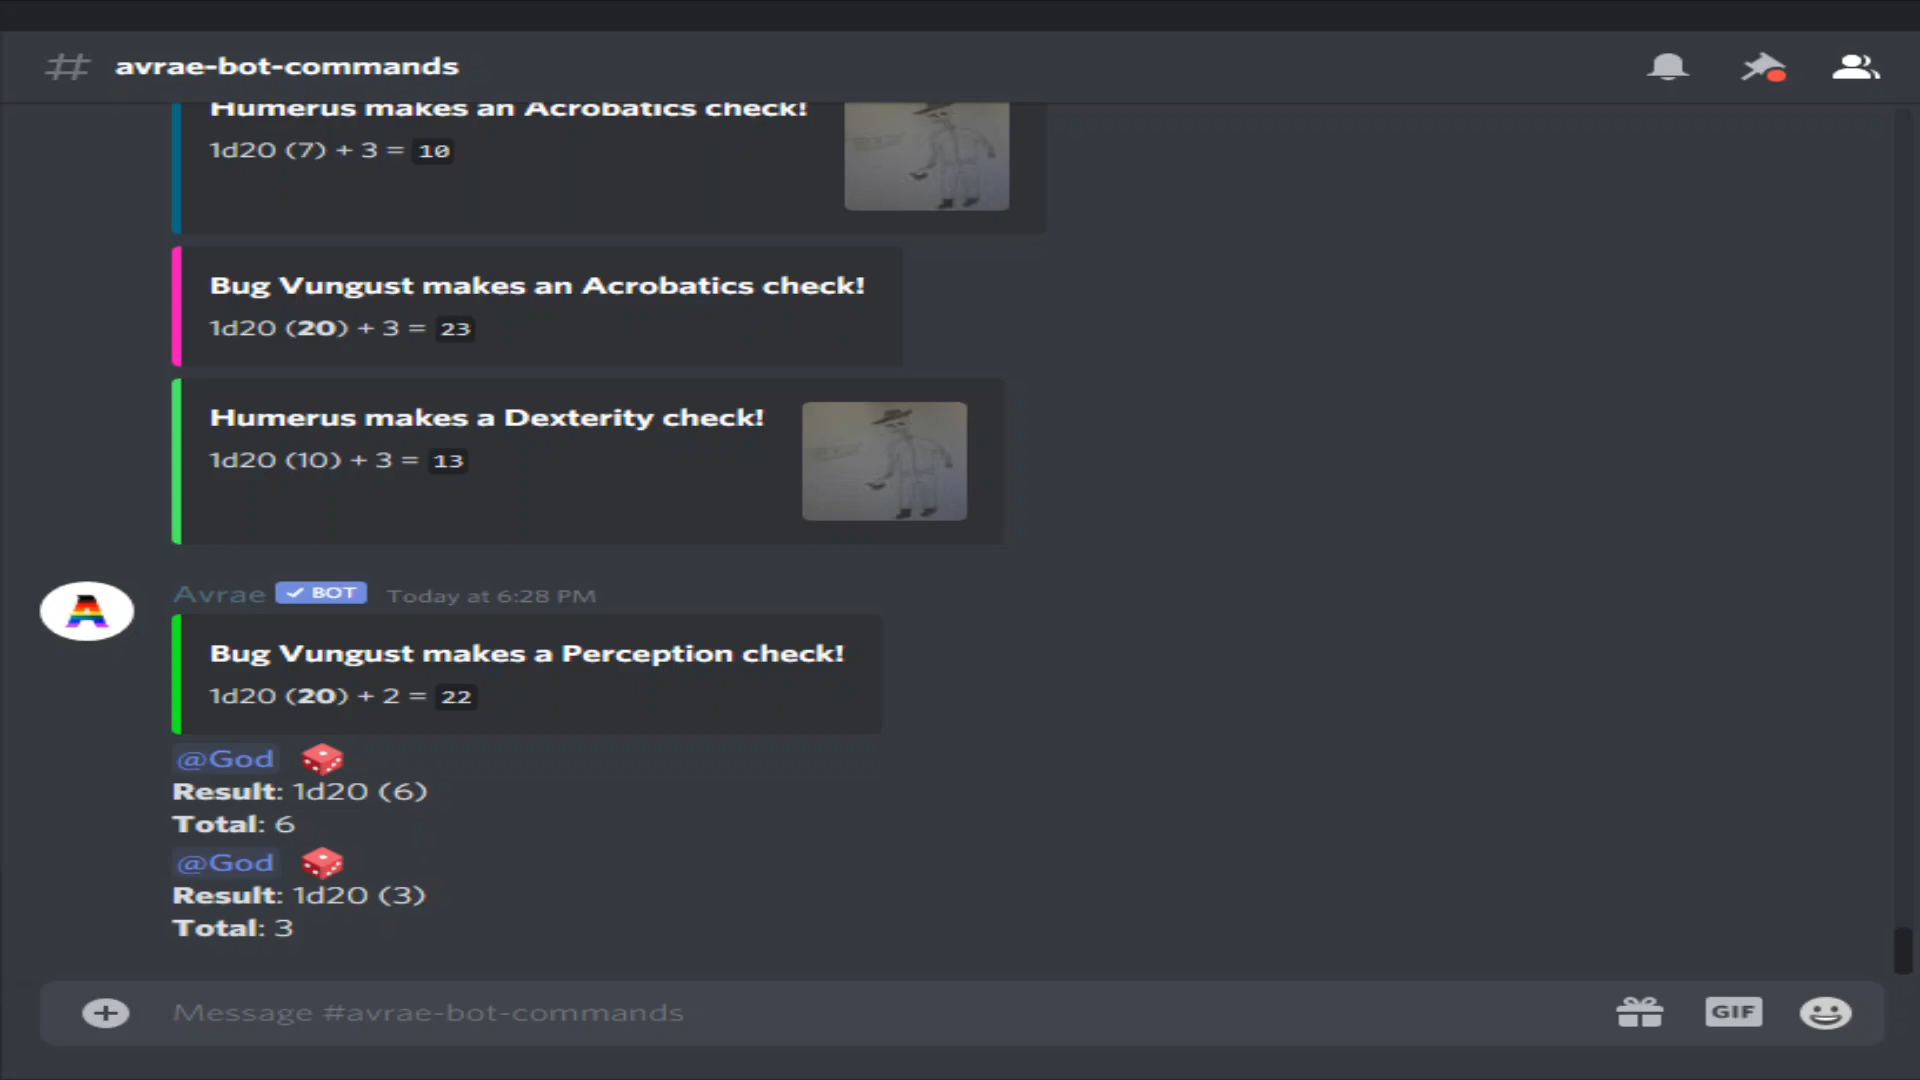 # avrae-bot-commands
Humerus makes an Acrobatics check!
1d20 (7) + 3 = 10
Bug Vungust makes an Acrobatics check!
1d20 (20) + 3 = 23
Humerus makes a Dexterity check!
1d20 (10) + 3 = 13
A
Avrae BOT Today at 6:28 PM
Bug Vungust makes a Perception check!
1d20 (20) + 2 = 22
@God
Result: 1d20 (6)
Total: 6
@God
Result: 1d20 (3)
Total: 3
Message #avrae-bot-commands
GIF